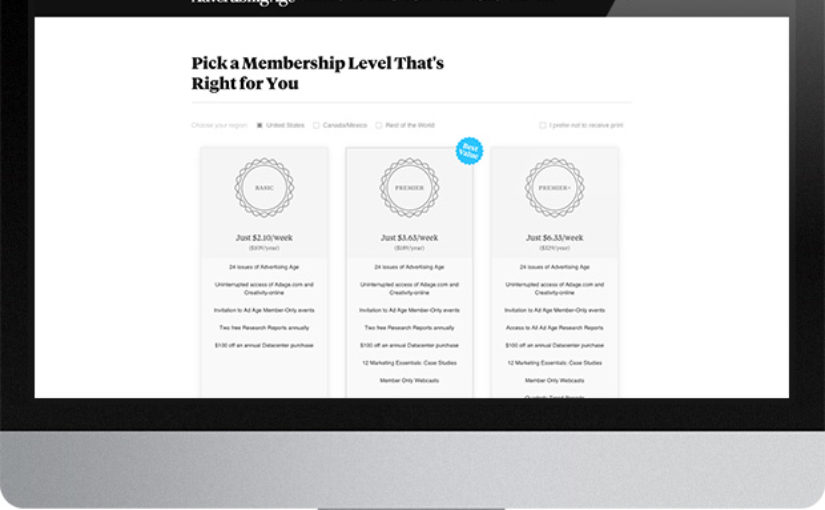 Advertising Age
Pick a Membership Level That's
Right for You
Choose your region: United States Canada/Mexico Rest of the World I prefer not to receive print
Best
Value
BASIC PREMIER PREMIER+
Just $2.10/week Just $3.63/week Just $6.33/week
($109/year) ($189/year) ($329/year)
24 issues of Advertising Age 24 issues of Advertising Age 24 issues of Advertising Age
Uninterrupted access of Adage.com and Uninterrupted access of Adage.com and Uninterrupted access of Adage.com and
Creativity-online Creativity-online Creativity-online
Invitation to Ad Age Member-Only events Invitation to Ad Age Member-Only events Invitation to Ad Age Member-Only events
Two free Research Reports annually Two free Research Reports annually Access to All Ad Age Research Reports
$100 off an annual Datacenter purchase $100 off an annual Datacenter purchase $100 off an annual Datacenter purchase
12 Marketing Essentials: Case Studies 12 Marketing Essentials: Case Studies
Member Only Webcasts Member Only Webcasts